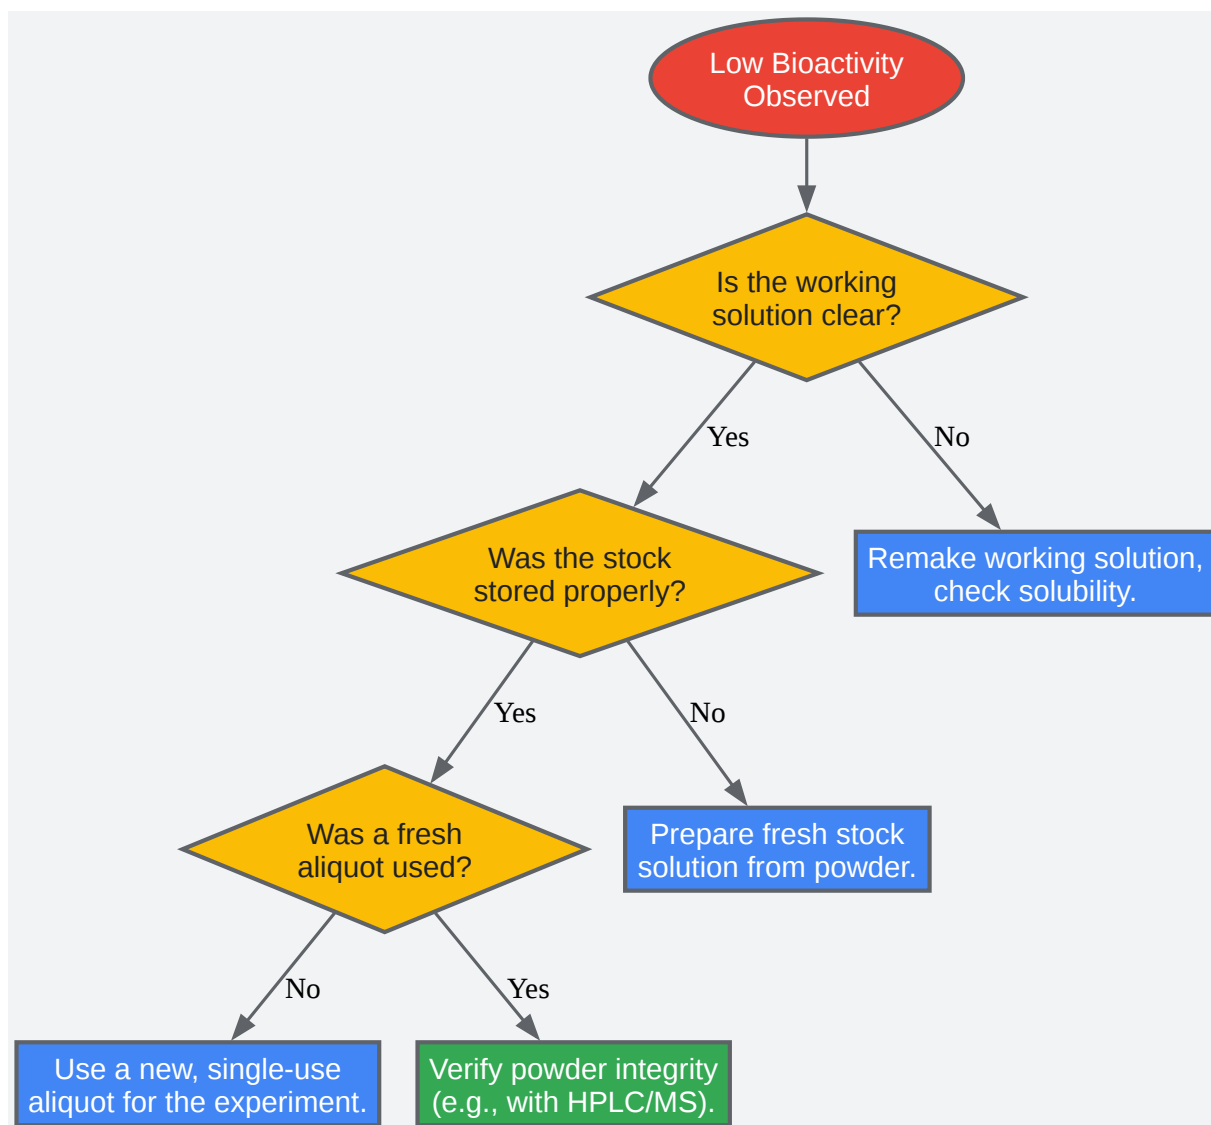 Low Bioactivity
Observed
Is the working
solution clear?
Yes
No
Was the stock
stored properly?
Remake working solution,
check solubility.
Yes
No
Was a fresh
aliquot used?
Prepare fresh stock
solution from powder.
No
Yes
Use a new, single-use
aliquot for the experiment.
Verify powder integrity
(e.g., with HPLC/MS).